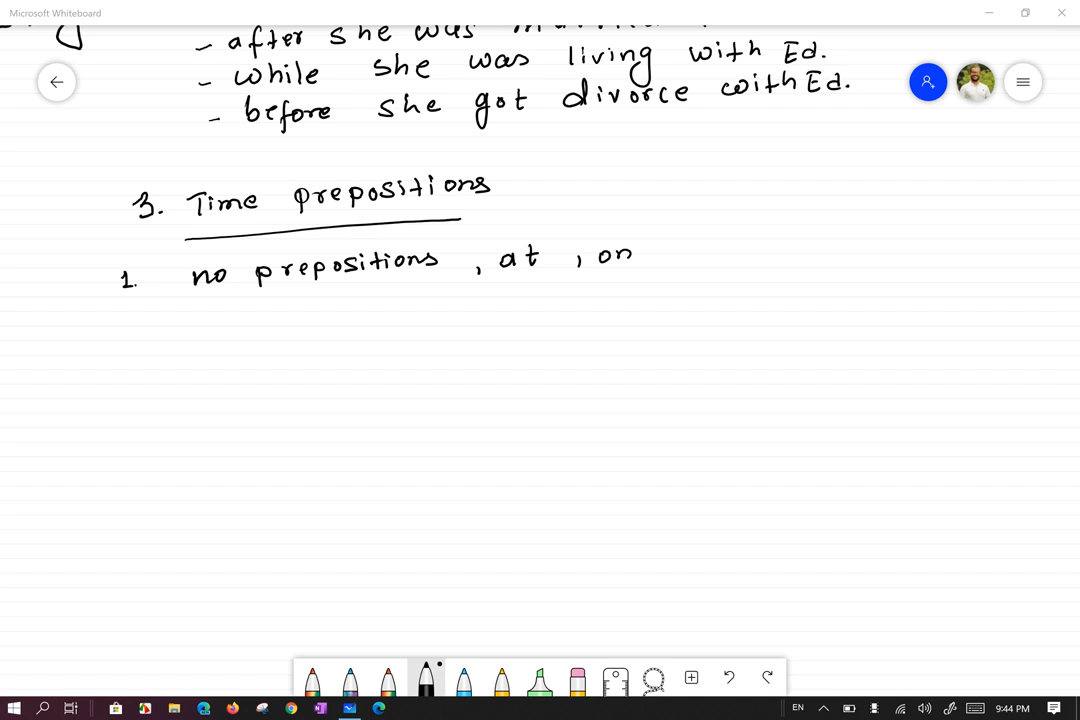 Microsoft Whiteboard
- after she was
- while she was living with Ed.
- before she got divorce with Ed.
3. Time prepositions
1. no prepositions , at , on
EN
9:44 PM